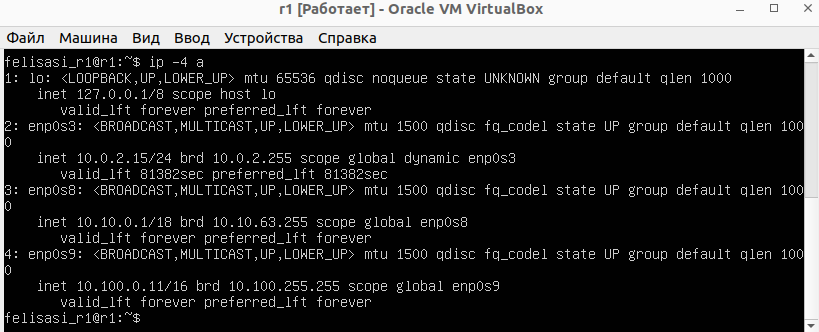 r1 [Работает] - Oracle VM VirtualBox
Файл Машина Вид Ввод Устройства Справка
felisasi_r1@r1:~$ ip -4 a
1: lo: <LOOPBACK,UP,LOWER_UP> mtu 65536 qdisc noqueue state UNKNOWN group default qlen 1000
    inet 127.0.0.1/8 scope host lo
       valid_lft forever preferred_lft forever
2: enp0s3: <BROADCAST,MULTICAST,UP,LOWER_UP> mtu 1500 qdisc fq_codel state UP group default qlen 100
0
    inet 10.0.2.15/24 brd 10.0.2.255 scope global dynamic enp0s3
       valid_lft 81382sec preferred_lft 81382sec
3: enp0s8: <BROADCAST,MULTICAST,UP,LOWER_UP> mtu 1500 qdisc fq_codel state UP group default qlen 100
0
    inet 10.10.0.1/18 brd 10.10.63.255 scope global enp0s8
       valid_lft forever preferred_lft forever
4: enp0s9: <BROADCAST,MULTICAST,UP,LOWER_UP> mtu 1500 qdisc fq_codel state UP group default qlen 100
0
    inet 10.100.0.11/16 brd 10.100.255.255 scope global enp0s9
       valid_lft forever preferred_lft forever
felisasi_r1@r1:~$